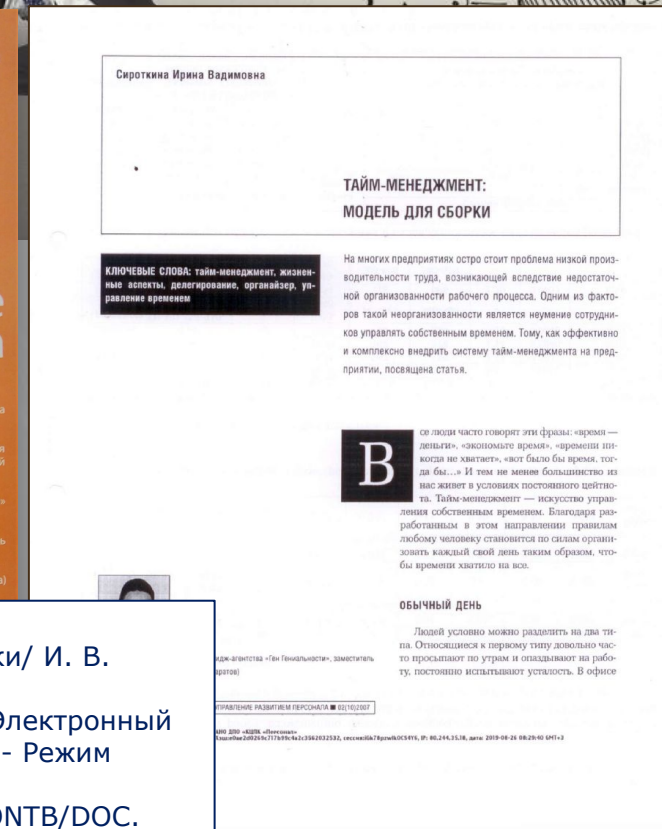 Сироткина Ирина Вадимовна
ТАЙМ-МЕНЕДЖМЕНТ:
МОДЕЛЬ ДЛЯ СБОРКИ
КЛЮЧЕВЫЕ СЛОВА: тайм-менеджмент, жизнен-
ные аспекты, делегирование, органайзер, уп-
равление временем
На многих предприятиях остро стоит проблема низкой произ-
водительности труда, возникающей вследствие недостаточ-
ной организованности рабочего процесса. Одним из факто-
ров такой неорганизованности является неумение сотрудни-
ков управлять собственным временем. Тому, как эффективно
и комплексно внедрить систему тайм-менеджмента на пред-
приятии, посвящена статья.
Все люди часто говорят эти фразы: «время —
деньги», «экономьте время», «времени ни-
когда не хватает», «вот было бы время, тог-
да бы...» И тем не менее большинство из
нас живет в условиях постоянного цейтно-
та. Тайм-менеджмент — искусство управ-
ления собственным временем. Благодаря раз-
работанным в этом направлении правилам
любому человеку становится по силам органи-
зовать каждый свой день таким образом, что-
бы времени хватило на все.
ОБЫЧНЫЙ ДЕНЬ
Людей условно можно разделить на два ти-
па. Относящиеся к первому типу довольно час-
то просыпают по утрам и опаздывают на рабо-
ту, постоянно испытывают усталость. В офисе
идж-агентства «Ген Гениальности», заместитель
аратов)
УПРАВЛЕНИЕ РАЗВИТИЕМ ПЕРСОНАЛА ■ 03(10)2007
ки/ И. В.
Электронный
- Режим
ONTB/DOC.